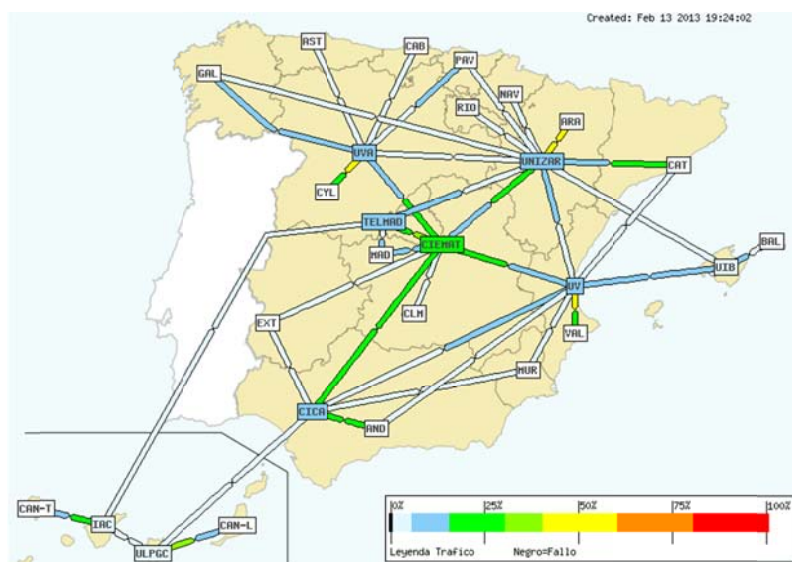 Created: Feb 13 2013 19:24:02
AST
CAB
PAV
GAL
NAV
RIO
ARA
UVA
UNIZAR
CAT
CYL
TELMAD
CIEMAT
MAD
BAL
UIB
UV
CLM
EXT
VAL
MUR
CICA
AND
CAN-T
IAC
CAN-L
ULPGC
0% 25% 50% 75% 100%
Leyenda Trafico Negro=Fallo